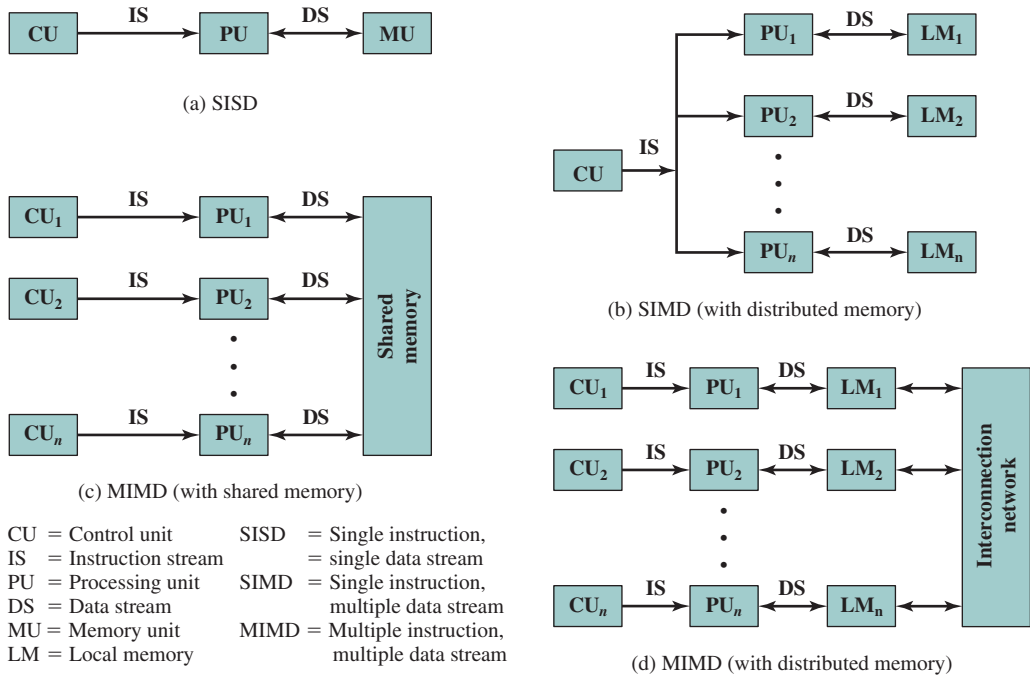 IS DS
CU PU MU
(a) SISD
DS
PU1 LM1
DS
PU2 LM2
IS
CU
DS
PUn LMn
(b) SIMD (with distributed memory)
IS DS
CU1 PU1
IS DS
CU2 PU2
Shared
memory
IS DS
CUn PUn
(c) MIMD (with shared memory)
IS DS
CU1 PU1 LM1
IS DS
CU2 PU2 LM2
Interconnection
network
IS DS
CUn PUn LMn
(d) MIMD (with distributed memory)
CU = Control unit
IS = Instruction stream
PU = Processing unit
DS = Data stream
MU = Memory unit
LM = Local memory
SISD = Single instruction,
= single data stream
SIMD = Single instruction,
multiple data stream
MIMD = Multiple instruction,
multiple data stream